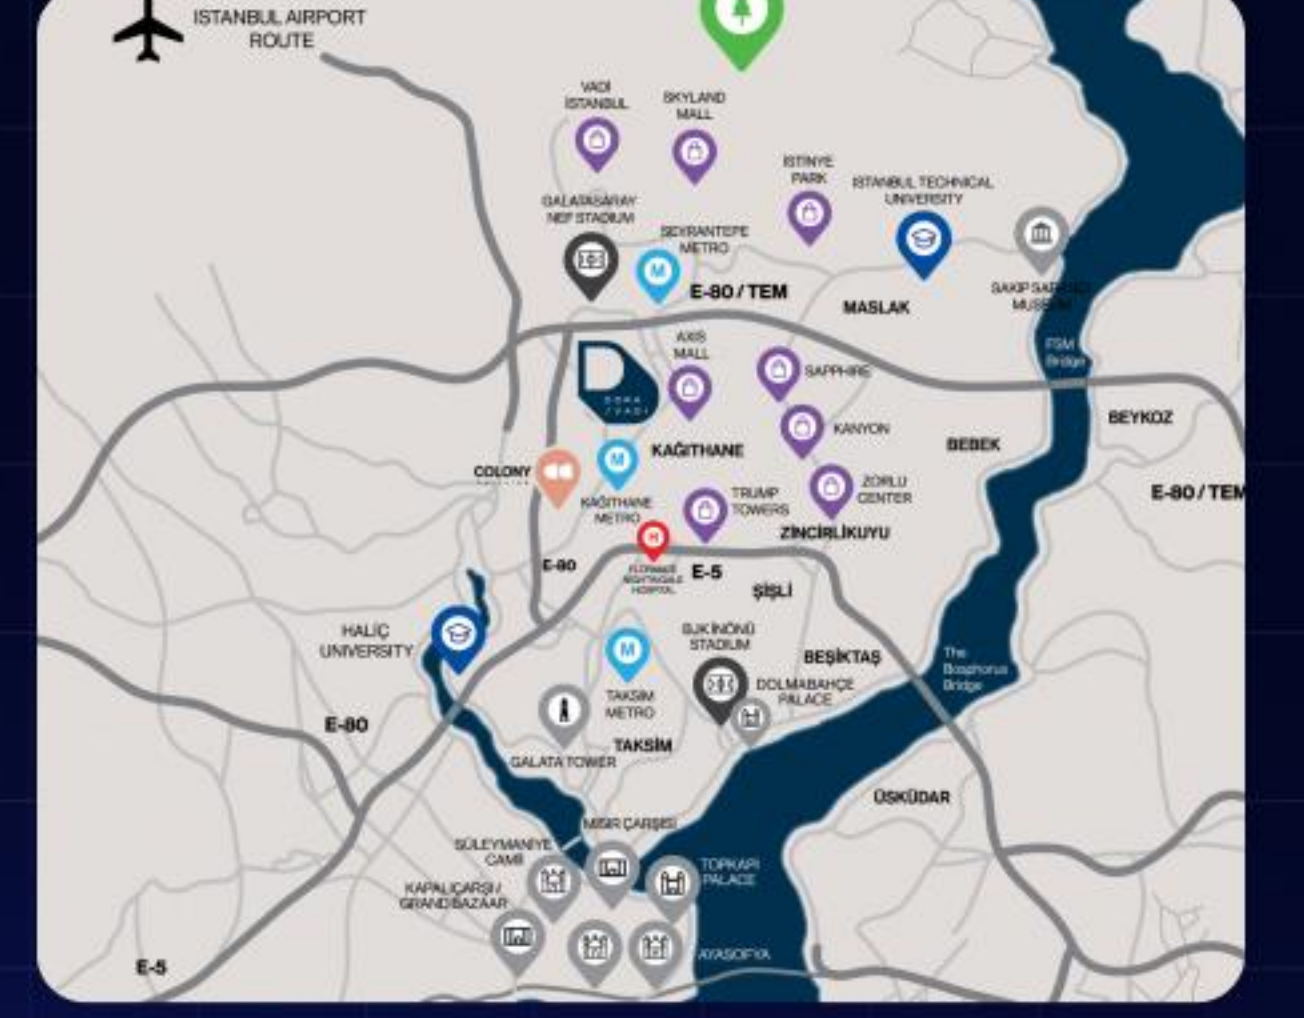 ISTANBUL AIRPORT
ROUTE
VADİ
İSTANBUL
SKYLAND
MALL
İSTİNYE
PARK
ISTANBUL TECHNICAL
UNIVERSITY
GALATASARAY
NEF STADIUM
SEYRANTEPE
METRO
E-80 / TEM
MASLAK
SAKIP SABANCI
MUSEUM
FSM
Bridge
AXIS
MALL
SAPPHIRE
KANYON
KAĞITHANE
BEBEK
BEYKOZ
COLONY
KAĞITHANE
METRO
TRUMP
TOWERS
ZORLU
CENTER
E-80 / TEM
ZİNCİRLİKUYU
E-80
E-5
ŞİŞLİ
HALİÇ
UNIVERSITY
BJK İNÖNÜ
STADIUM
BEŞİKTAŞ
The
Bosphorus
Bridge
TAKSİM
METRO
DOLMABAHÇE
PALACE
E-80
TAKSİM
GALATA TOWER
ÜSKÜDAR
MISIR ÇARŞISI
SÜLEYMANİYE
CAMİİ
TOPKAPI
PALACE
KAPALIÇARŞI /
GRAND BAZAAR
AYASOFYA
E-5
M
M
M
H